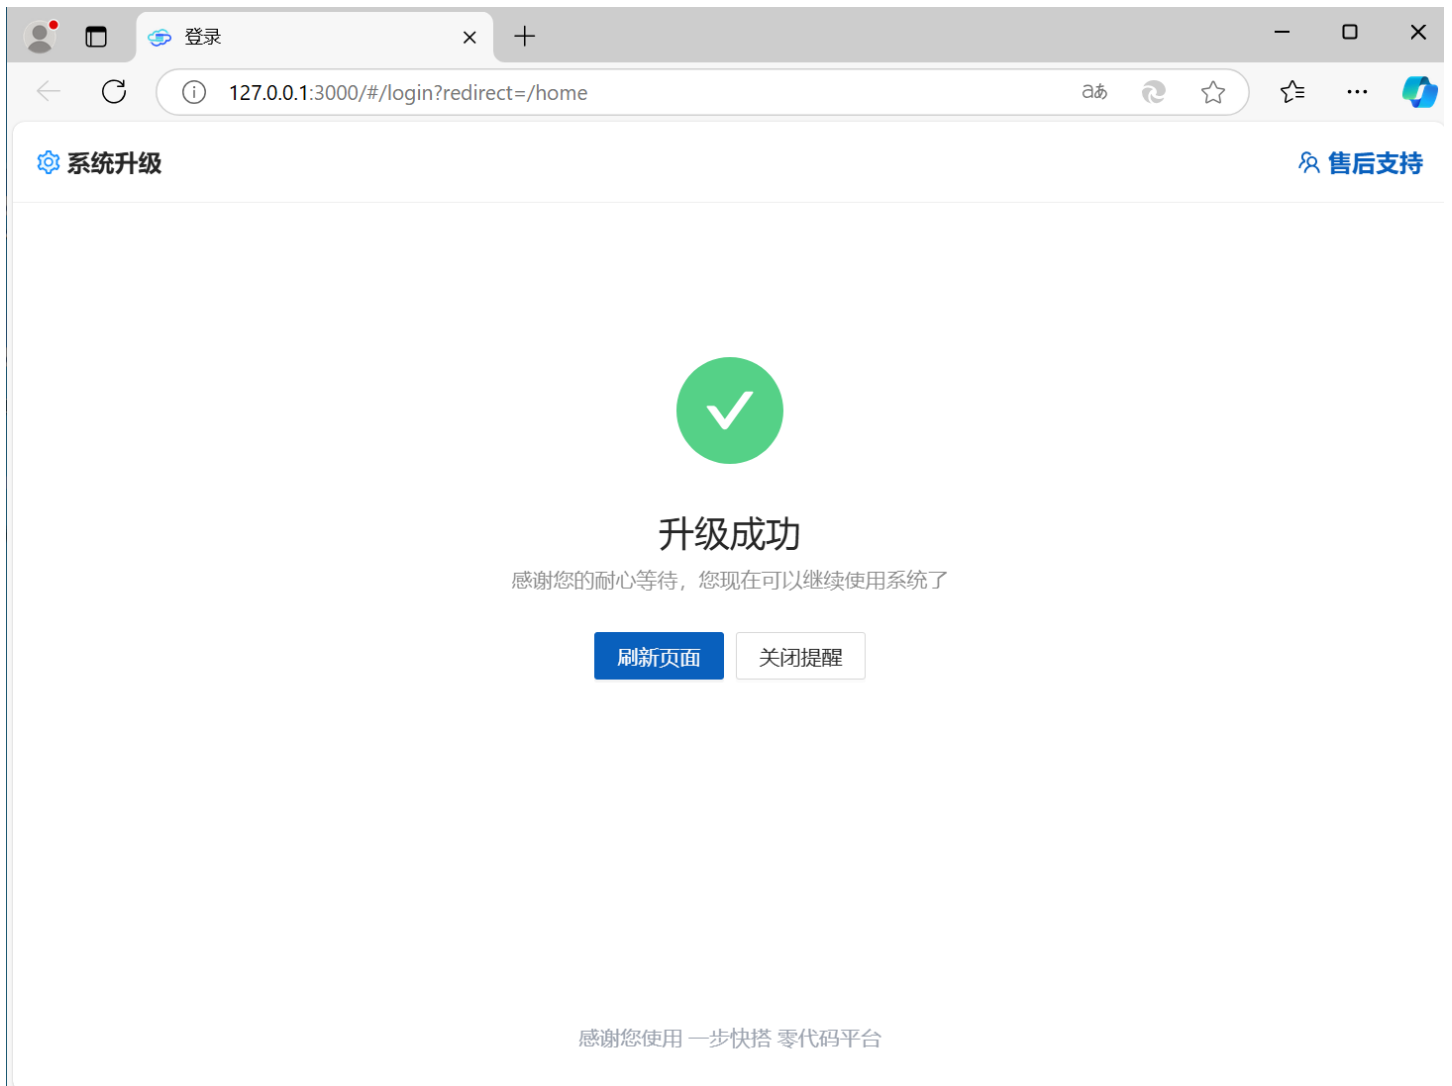 登录
127.0.0.1:3000/#/login?redirect=/home
aあ
系统升级
售后支持
升级成功
感谢您的耐心等待，您现在可以继续使用系统了
刷新页面
关闭提醒
感谢您使用 一步快搭 零代码平台